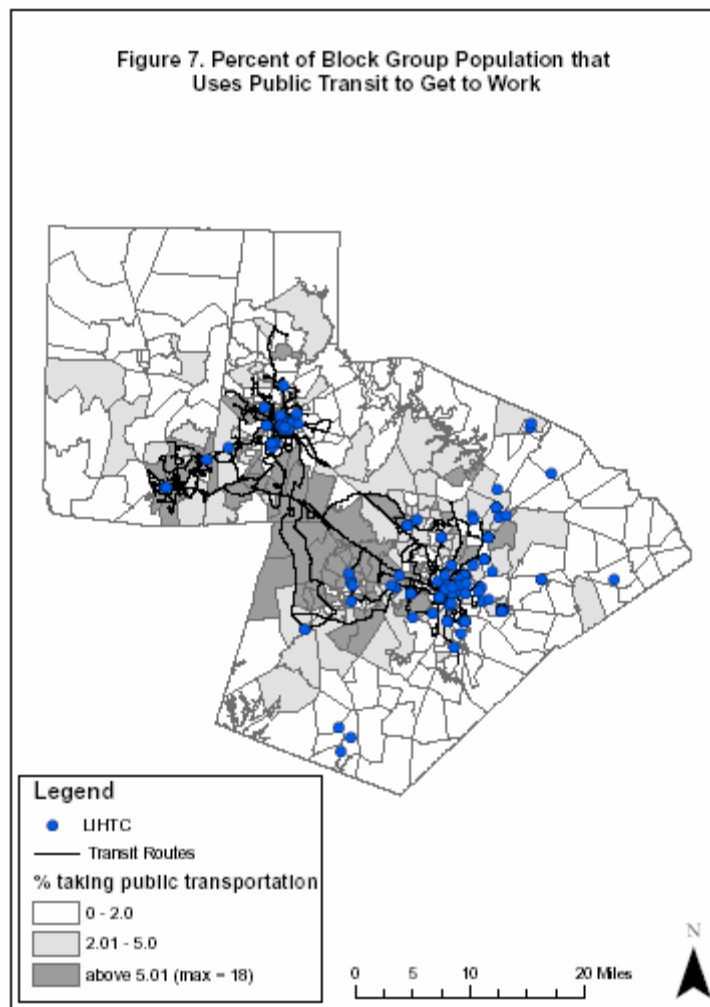 Figure 7. Percent of Block Group Population that
Uses Public Transit to Get to Work
Legend
LIHTC
Transit Routes
% taking public transportation
0 - 2.0
2.01 - 5.0
above 5.01 (max = 18)
N
0 5 10 20 Miles